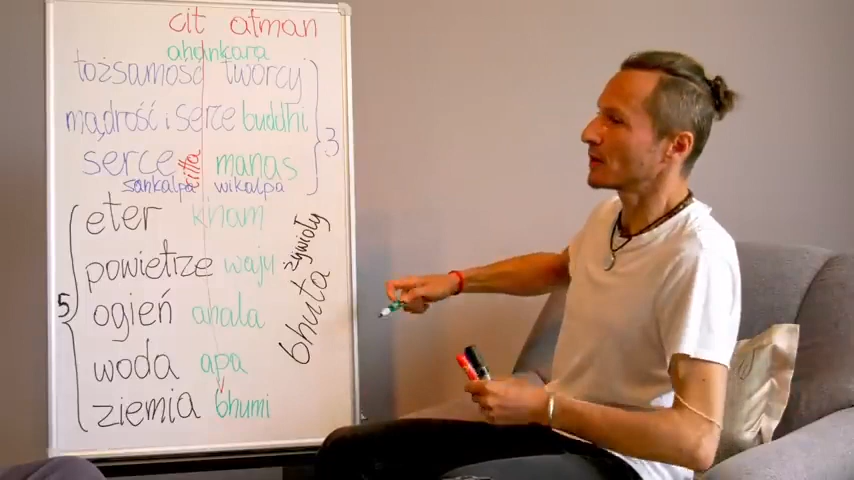 cit atman
ahankara
tożsamość twórcy
mądrość i serce buddhi
3
serce citta manas
sankalpa wikalpa
eter kham
powietrze waju
5 ogień anala
woda apa
ziemia bhumi
bhuta żywioły